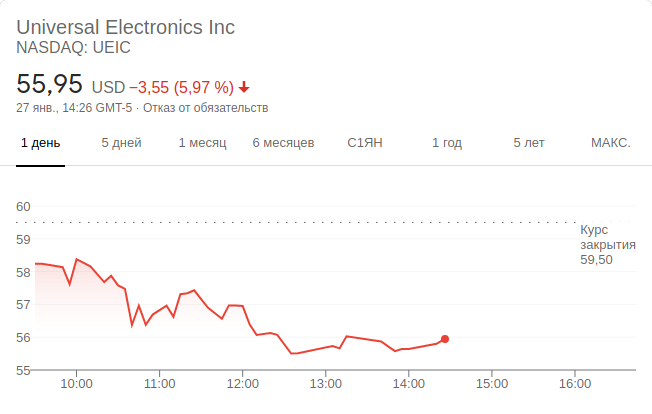 Universal Electronics Inc
NASDAQ: UEIC
55,95 USD −3,55 (5,97 %)
27 янв., 14:26 GMT-5 · Отказ от обязательств
1 день 5 дней 1 месяц 6 месяцев С1ЯН 1 год 5 лет МАКС.
60
59
58
57
56
55
Курс
закрытия
59,50
10:00 11:00 12:00 13:00 14:00 15:00 16:00